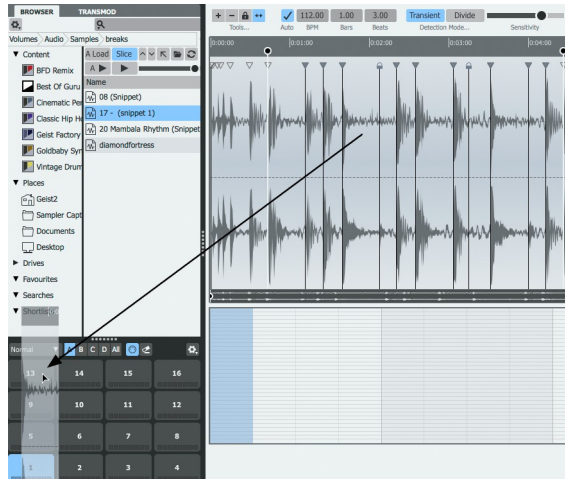 BROWSER TRANSMOD
Volumes Audio Samples breaks
Content
BFD Remix
Best Of Guru
Cinematic Per
Classic Hip H
Geist Factory
Goldbaby Syn
Vintage Drum
Places
Geist2
Sampler Capt
Documents
Desktop
Drives
Favourites
Searches
Shortlists
A Load Slice
A
Name
08 (Snippet)
17 - (snippet 1)
20 Mambala Rhythm (Snippet
diamondfortress
Tools...
112.00 1.00 3.00
Auto BPM Bars Beats
Transient Divide
Detection Mode...
Sensitivity
0:00:00 0:01:00 0:02:00 0:03:00 0:04:00
Normal A B C D All
13 14 15 16
9 10 11 12
5 6 7 8
1 2 3 4